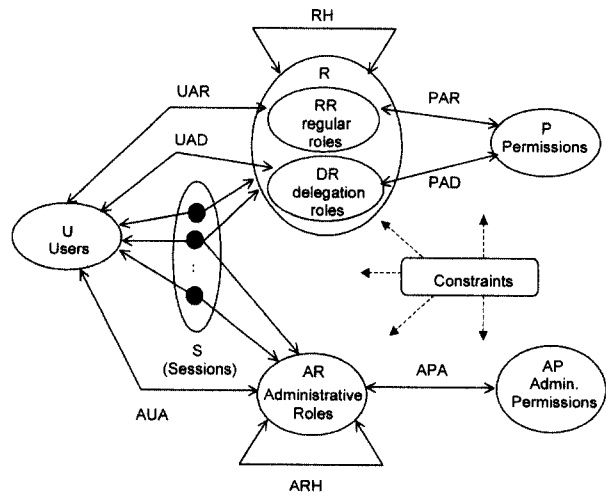 RH
R
UAR
RR
regular
roles
PAR
P
Permissions
UAD
DR
delegation
roles
PAD
U
Users
:
Constraints
S
(Sessions)
AR
Administrative
Roles
APA
AP
Admin.
Permissions
AUA
ARH